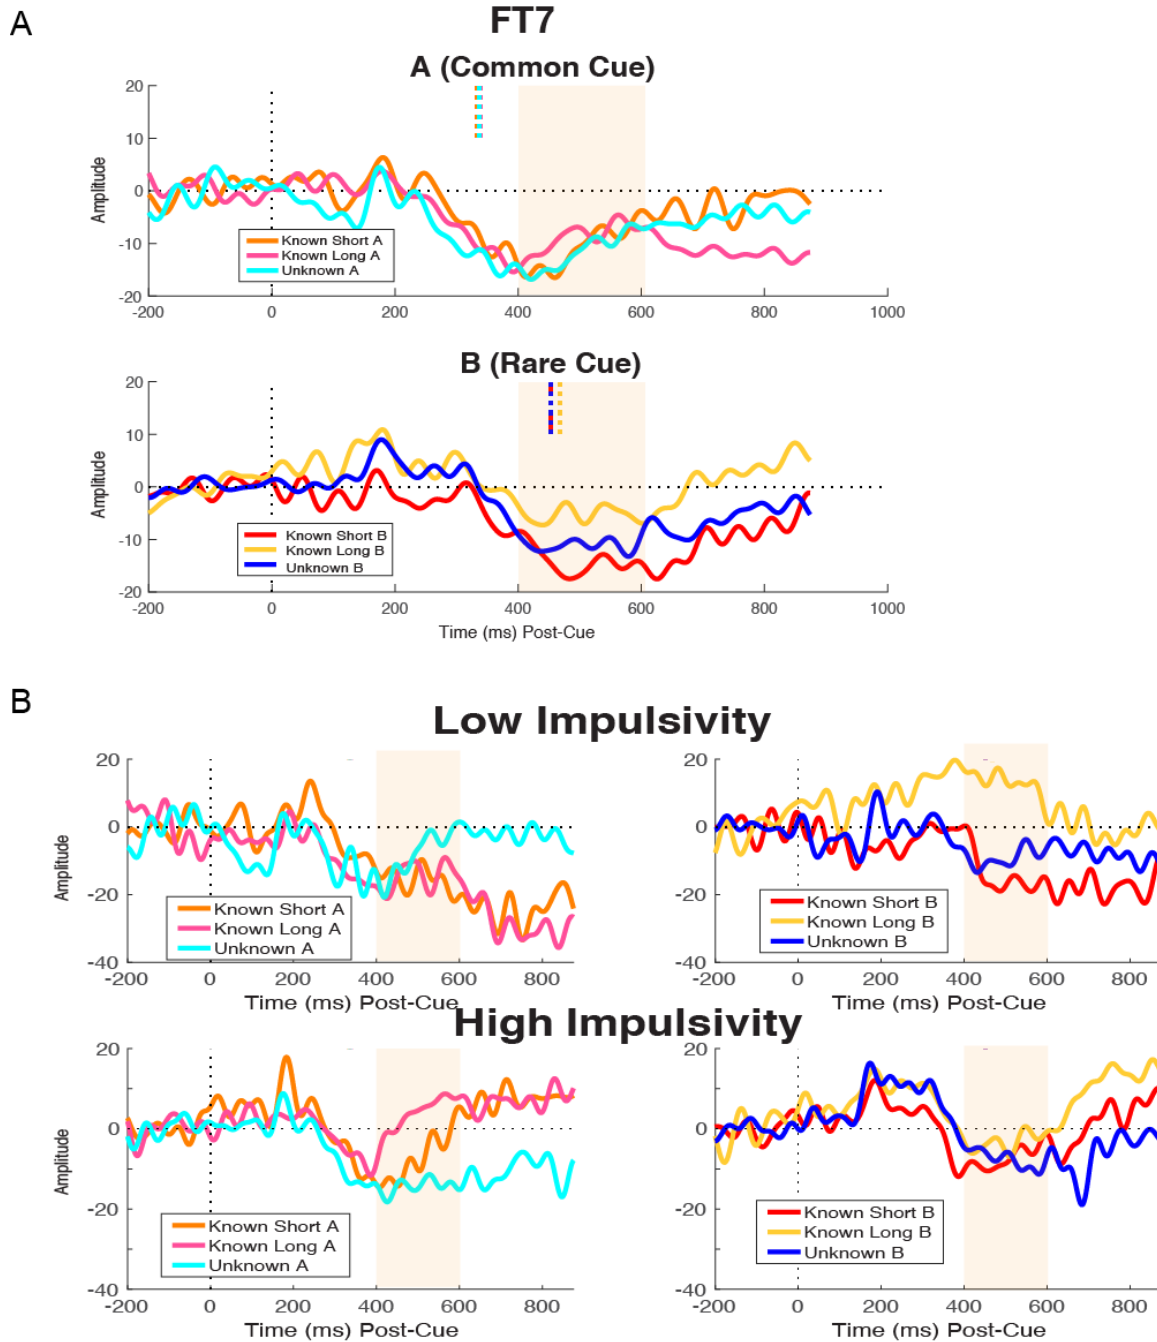 A
FT7
A (Common Cue)
20
10
0
-10
-20
Amplitude
Known Short A
Known Long A
Unknown A
-200 0 200 400 600 800 1000
B (Rare Cue)
20
10
0
-10
-20
Amplitude
Known Short B
Known Long B
Unknown B
-200 0 200 400 600 800 1000
Time (ms) Post-Cue
B
Low Impulsivity
20
0
-20
-40
Amplitude
Known Short A
Known Long A
Unknown A
-200 0 200 400 600 800
Time (ms) Post-Cue
20
0
-20
-40
Known Short B
Known Long B
Unknown B
-200 0 200 400 600 800
Time (ms) Post-Cue
High Impulsivity
20
0
-20
-40
Amplitude
Known Short A
Known Long A
Unknown A
-200 0 200 400 600 800
Time (ms) Post-Cue
20
0
-20
-40
Known Short B
Known Long B
Unknown B
-200 0 200 400 600 800
Time (ms) Post-Cue